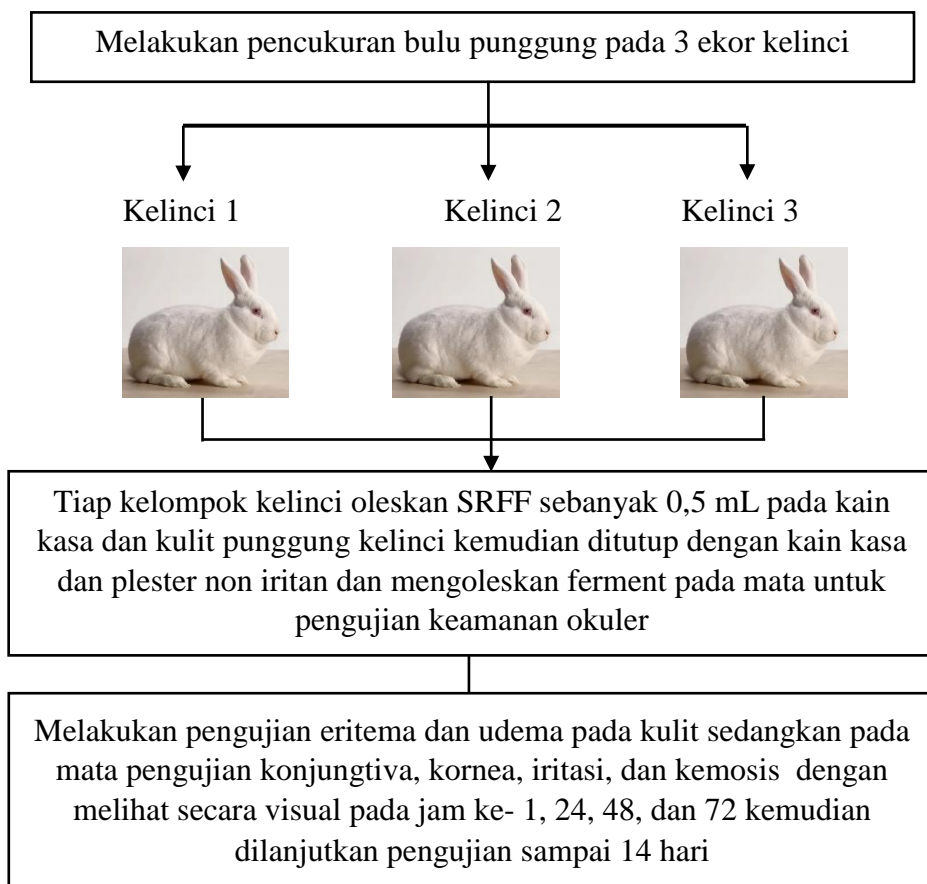 Melakukan pencukuran bulu punggung pada 3 ekor kelinci
Kelinci 1
Kelinci 2
Kelinci 3
Tiap kelompok kelinci oleskan SRFF sebanyak 0,5 mL pada kain
kasa dan kulit punggung kelinci kemudian ditutup dengan kain kasa
dan plester non iritan dan mengoleskan ferment pada mata untuk
pengujian keamanan okuler
Melakukan pengujian eritema dan udema pada kulit sedangkan pada
mata pengujian konjungtiva, kornea, iritasi, dan kemosis dengan
melihat secara visual pada jam ke- 1, 24, 48, dan 72 kemudian
dilanjutkan pengujian sampai 14 hari